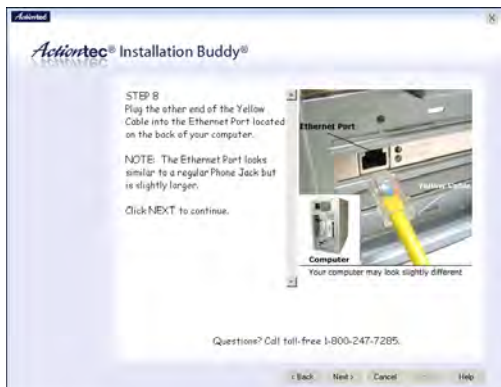 Actiontec
Actiontec® Installation Buddy®
STEP 8
Plug the other end of the Yellow
Cable into the Ethernet Port located
on the back of your computer.
NOTE: The Ethernet Port looks
similar to a regular Phone Jack but
is slightly larger.
Click NEXT to continue.
Ethernet Port
Yellow Cable
Computer
Your computer may look slightly different
Questions? Call toll-free 1-800-247-7285.
< Back Next > Cancel Help